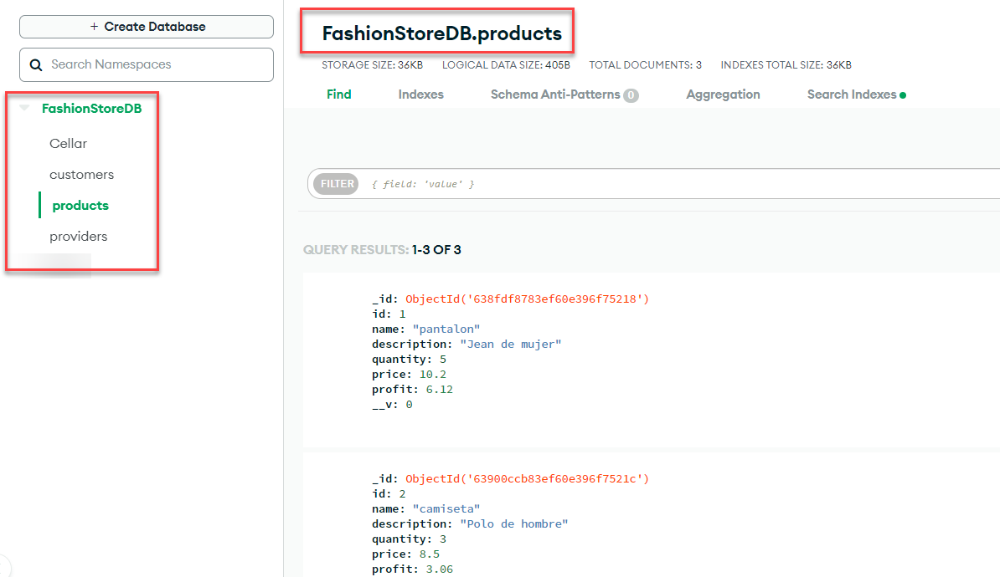 + Create Database
Search Namespaces
FashionStoreDB
Cellar
customers
products
providers
FashionStoreDB.products
STORAGE SIZE: 36KB LOGICAL DATA SIZE: 405B TOTAL DOCUMENTS: 3 INDEXES TOTAL SIZE: 36KB
Find Indexes Schema Anti-Patterns 0 Aggregation Search Indexes
FILTER { field: 'value' }
QUERY RESULTS: 1-3 OF 3
_id: ObjectId('638fdf8783ef60e396f75218')
id: 1
name: "pantalon"
description: "Jean de mujer"
quantity: 5
price: 10.2
profit: 6.12
__v: 0
_id: ObjectId('63900ccb83ef60e396f7521c')
id: 2
name: "camiseta"
description: "Polo de hombre"
quantity: 3
price: 8.5
profit: 3.06